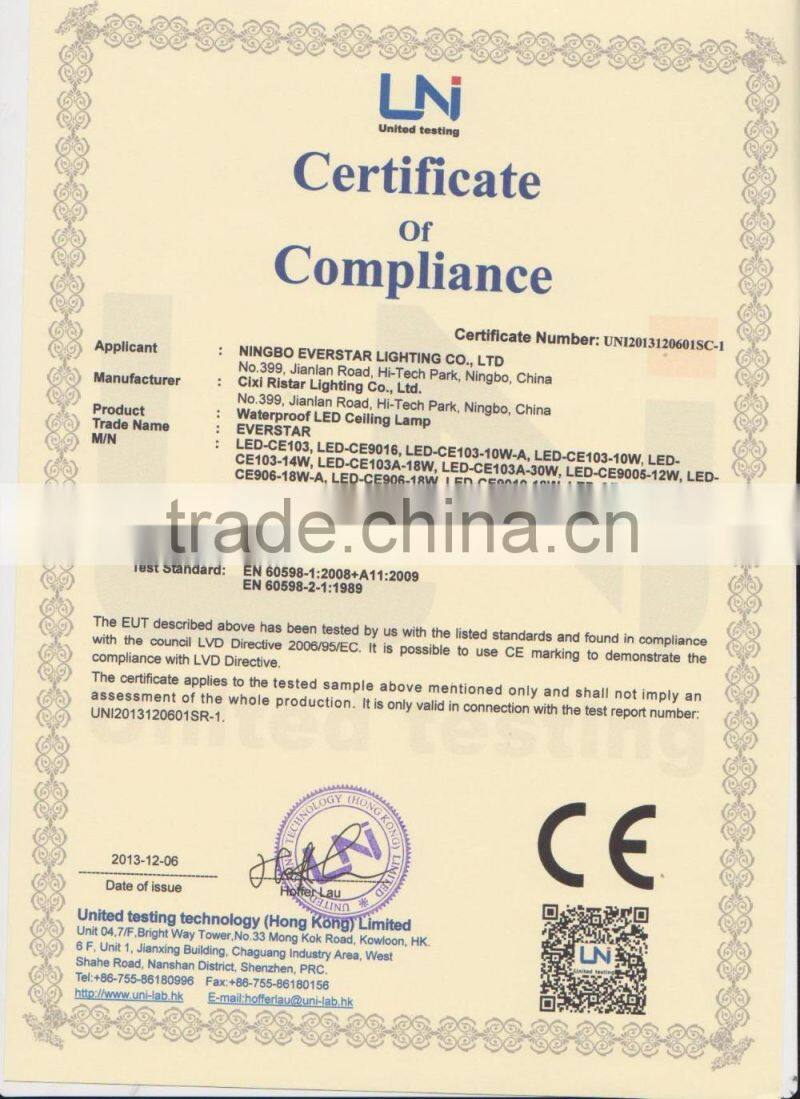 UNi
United testing
Certificate
Of
Compliance
Certificate Number: UNI2013120601SC-1
Applicant : NINGBO EVERSTAR LIGHTING CO., LTD
No.399, Jianlan Road, Hi-Tech Park, Ningbo, China
Manufacturer : Cixi Ristar Lighting Co., Ltd.
No.399, Jianlan Road, Hi-Tech Park, Ningbo, China
Product : Waterproof LED Ceiling Lamp
Trade Name : EVERSTAR
M/N : LED-CE103, LED-CE9016, LED-CE103-10W-A, LED-CE103-10W, LED-
CE103-14W, LED-CE103A-18W, LED-CE103A-30W, LED-CE9005-12W, LED-
CE906-18W-A, LED-CE906-18W,
trade.china.cn
Test Standard: EN 60598-1:2008+A11:2009
EN 60598-2-1:1989
The EUT described above has been tested by us with the listed standards and found in compliance
with the council LVD Directive 2006/95/EC. It is possible to use CE marking to demonstrate the
compliance with LVD Directive.
The certificate applies to the tested sample above mentioned only and shall not imply an
assessment of the whole production. It is only valid in connection with the test report number:
UNI2013120601SR-1.
United testing
2013-12-06
Date of issue
Hoffer Lau
CE
United testing technology (Hong Kong) Limited
Unit 04,7/F,Bright Way Tower,No.33 Mong Kok Road, Kowloon, HK.
6 F, Unit 1, Jianxing Building, Chaguang Industry Area, West
Shahe Road, Nanshan District, Shenzhen, PRC.
Tel:+86-755-86180996 Fax:+86-755-86180156
http://www.uni-lab.hk E-mail:hofferlau@uni-lab.hk
UNi
United testing